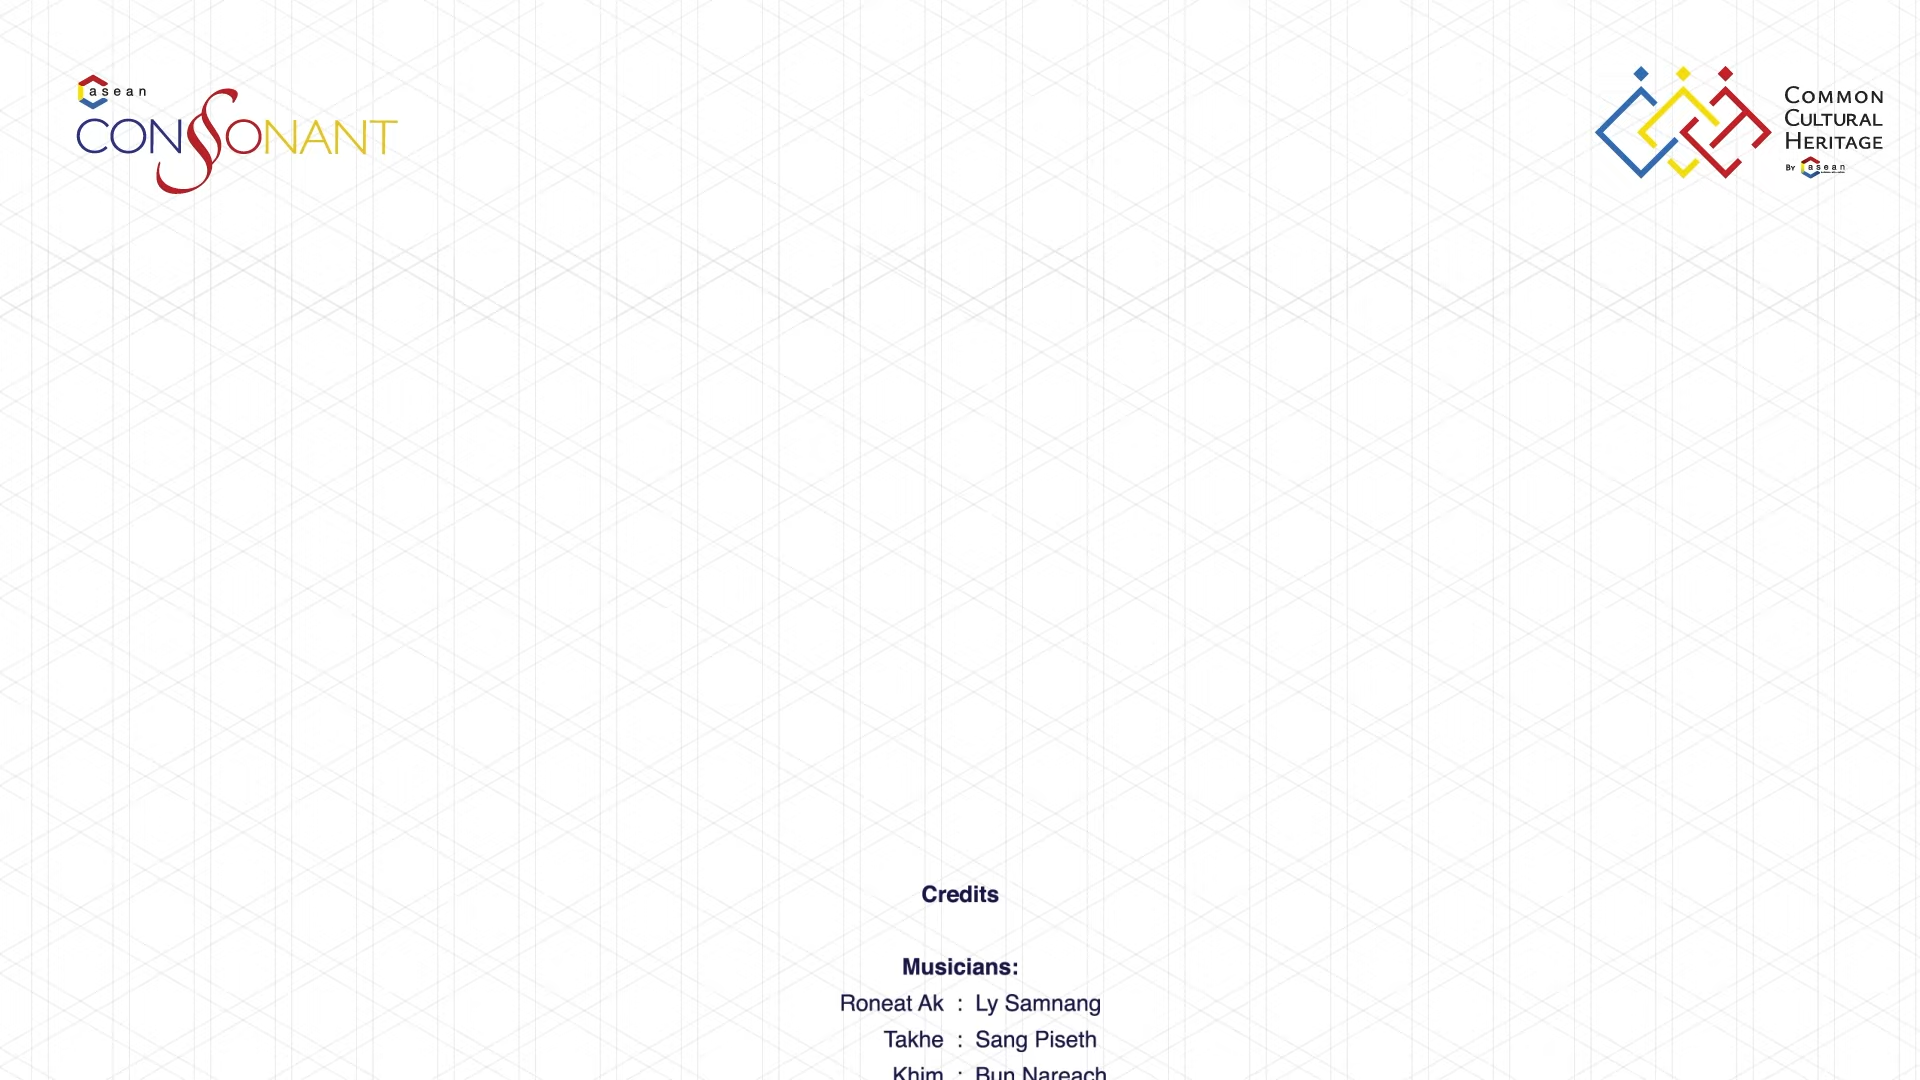 asean
CONSONANT
COMMON
CULTURAL
HERITAGE
BY asean
Credits
Musicians:
Roneat Ak : Ly Samnang
Takhe : Sang Piseth
Khim : Bun Nareach